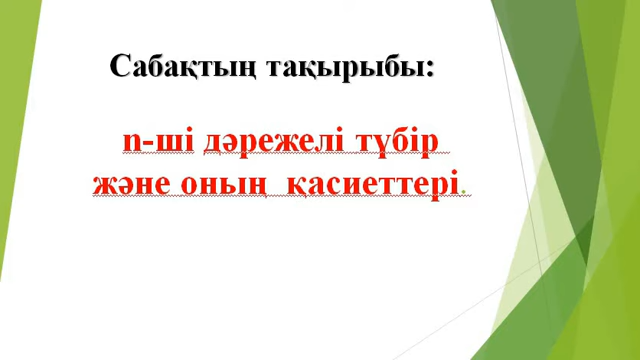 Сабақтың тақырыбы:
n-ші дәрежелі түбір
және оның қасиеттері.